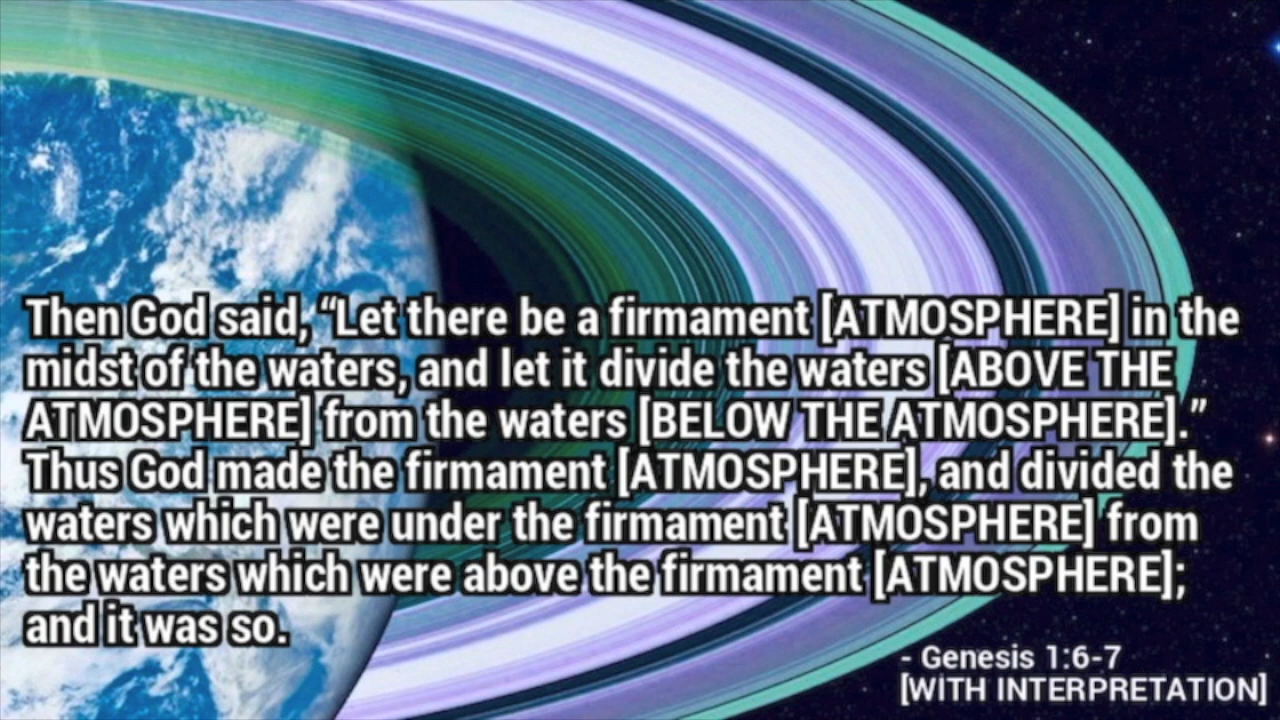 Then God said, “Let there be a firmament [ATMOSPHERE] in the
midst of the waters, and let it divide the waters [ABOVE THE
ATMOSPHERE] from the waters [BELOW THE ATMOSPHERE].”
Thus God made the firmament [ATMOSPHERE], and divided the
waters which were under the firmament [ATMOSPHERE] from
the waters which were above the firmament [ATMOSPHERE];
and it was so.
- Genesis 1:6-7
[WITH INTERPRETATION]